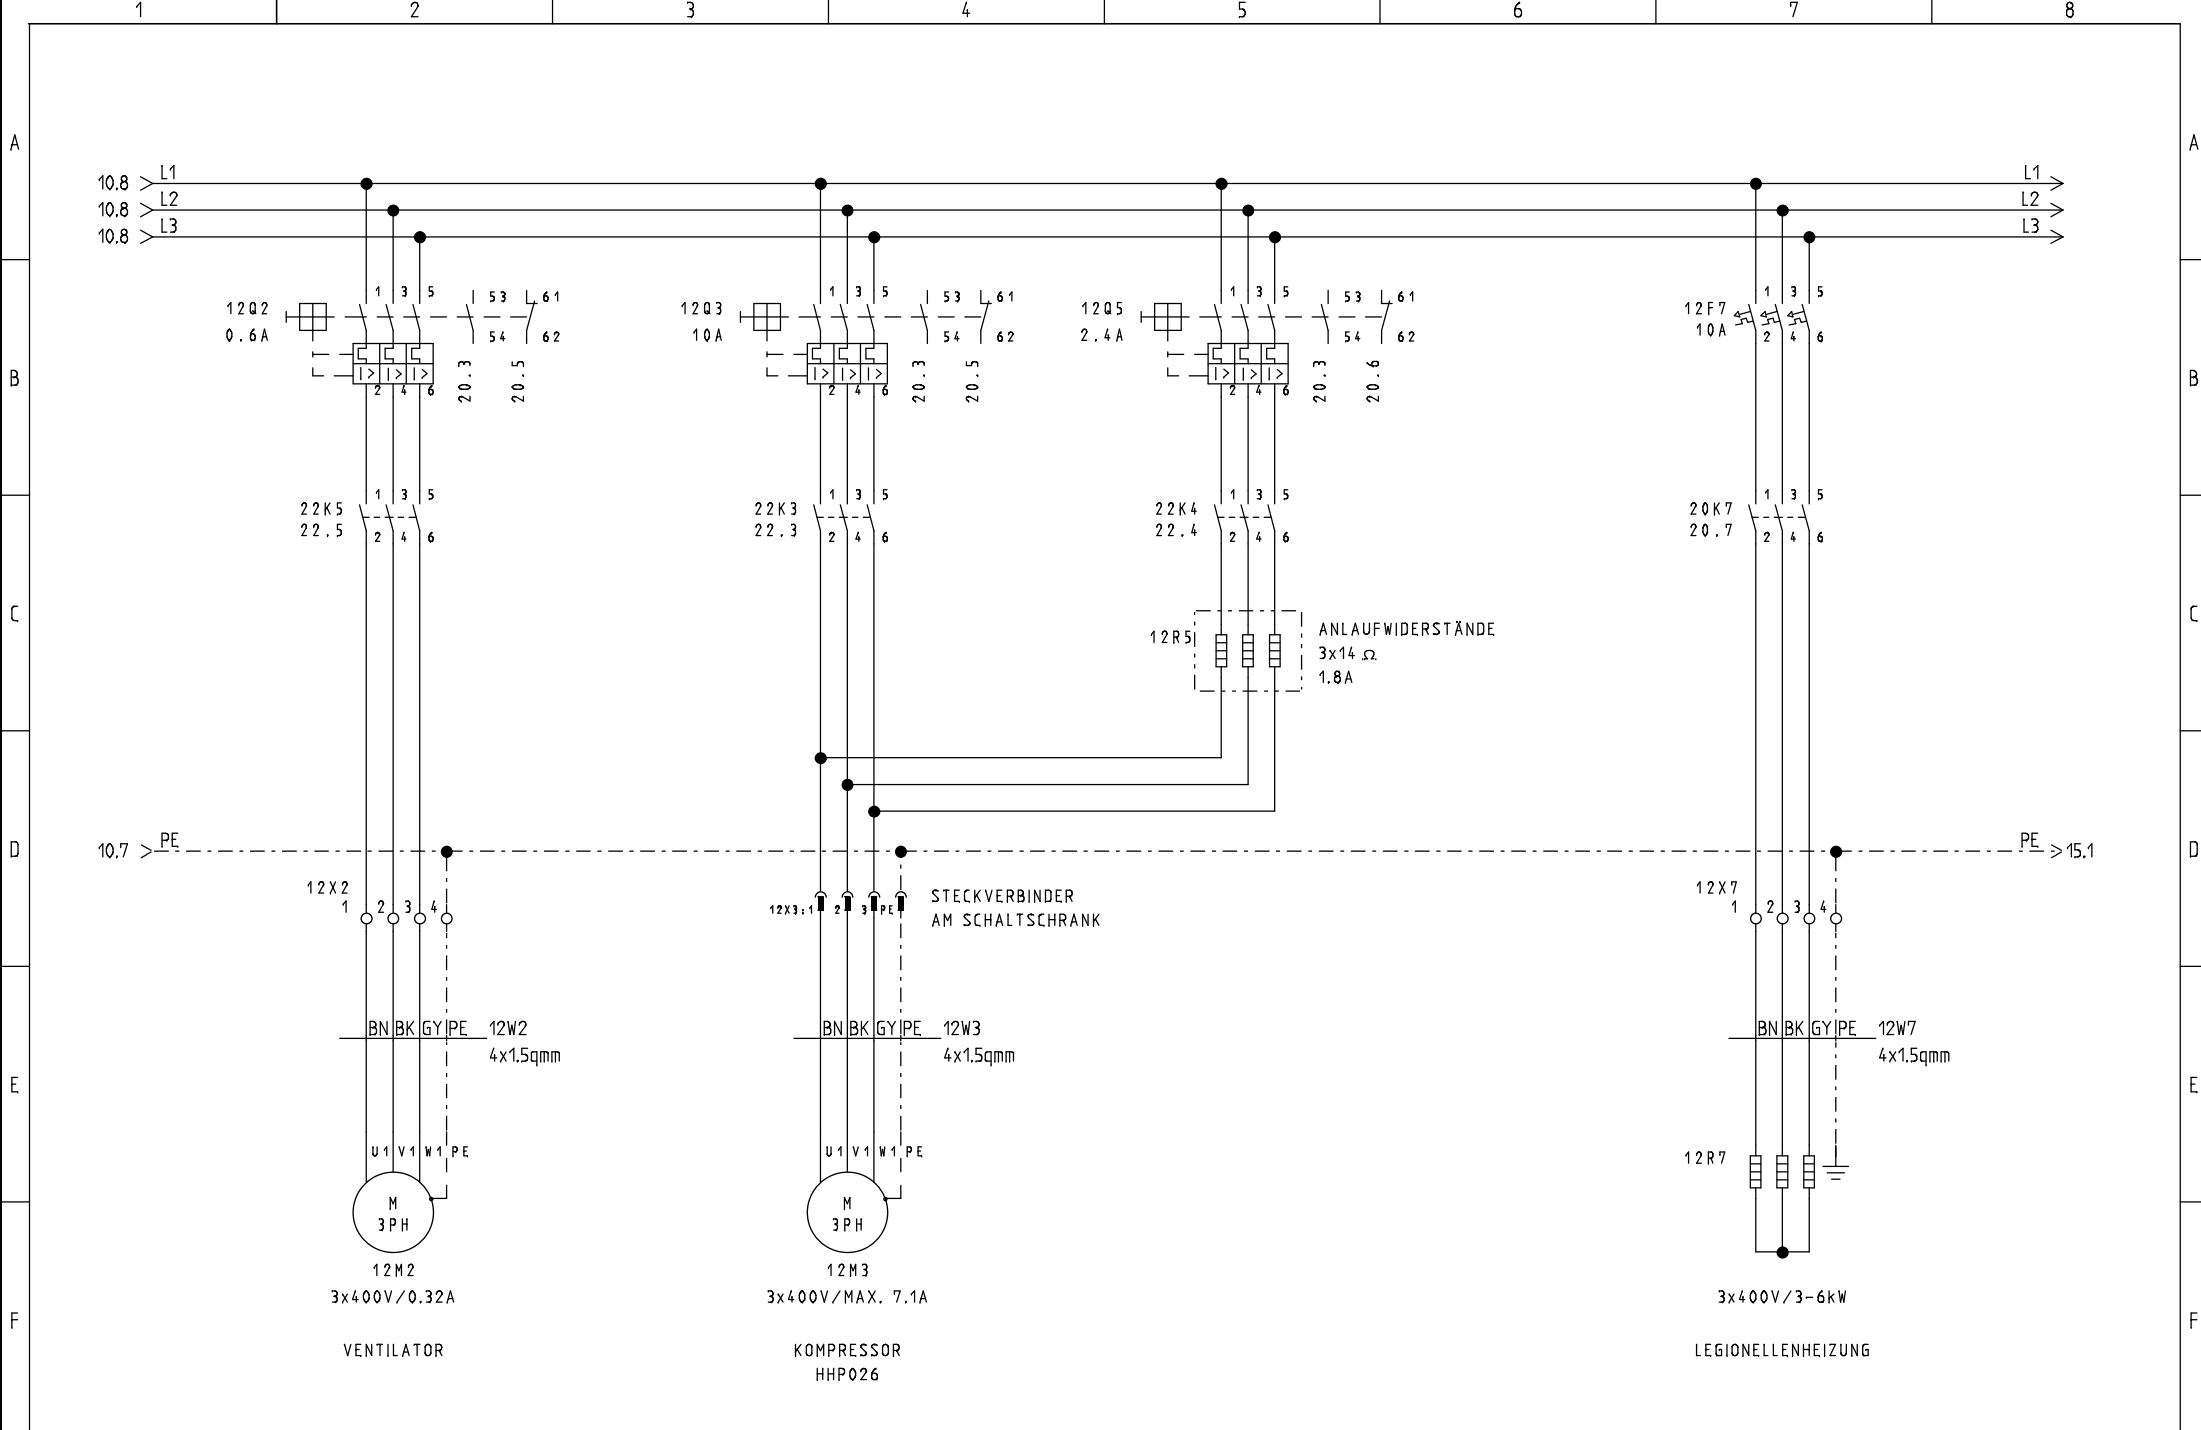 1 2 3 4 5 6 7 8
A A
10.8 L1 L1
10.8 L2 L2
10.8 L3 L3
12Q2 1 3 5 53 61
0.6A 54 62
2 4 6 20.3 20.5
12Q3 1 3 5 53 61
10A 54 62
2 4 6 20.3 20.5
12Q5 1 3 5 53 61
2.4A 54 62
2 4 6 20.3 20.6
12F7 1 3 5
10A 2 4 6
B B
I> I> I> I> I> I> I> I> I>
22K5 1 3 5
22.5 2 4 6
22K3 1 3 5
22.3 2 4 6
22K4 1 3 5
22.4 2 4 6
20K7 1 3 5
20.7 2 4 6
C C
12R5 ANLAUFWIDERSTÄNDE
3x14 Ω
1.8A
D D
10.7 PE PE 15.1
12X2
1 2 3 4
12X3:1 2 3 PE
STECKVERBINDER
AM SCHALTSCHRANK
12X7
1 2 3 4
BN BK GY PE 12W2
4x1.5qmm
BN BK GY PE 12W3
4x1.5qmm
BN BK GY PE 12W7
4x1.5qmm
E E
U1 V1 W1 PE
M
3PH
12M2
3x400V/0.32A
VENTILATOR
U1 V1 W1 PE
M
3PH
12M3
3x400V/MAX. 7.1A
KOMPRESSOR
HHP026
12R7
3x400V/3-6kW
LEGIONELLENHEIZUNG
F F